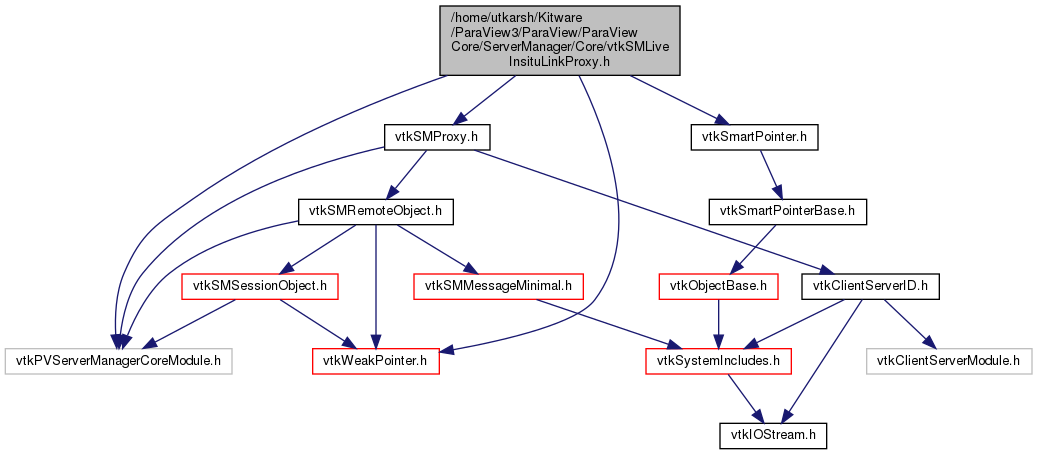 /home/utkarsh/Kitware
/ParaView3/ParaView/ParaView
Core/ServerManager/Core/vtkSMLive
InsituLinkProxy.h
vtkSMProxy.h
vtkSmartPointer.h
vtkSMRemoteObject.h
vtkSmartPointerBase.h
vtkSMSessionObject.h
vtkSMMessageMinimal.h
vtkObjectBase.h
vtkClientServerID.h
vtkPVServerManagerCoreModule.h
vtkWeakPointer.h
vtkSystemIncludes.h
vtkClientServerModule.h
vtkIOStream.h